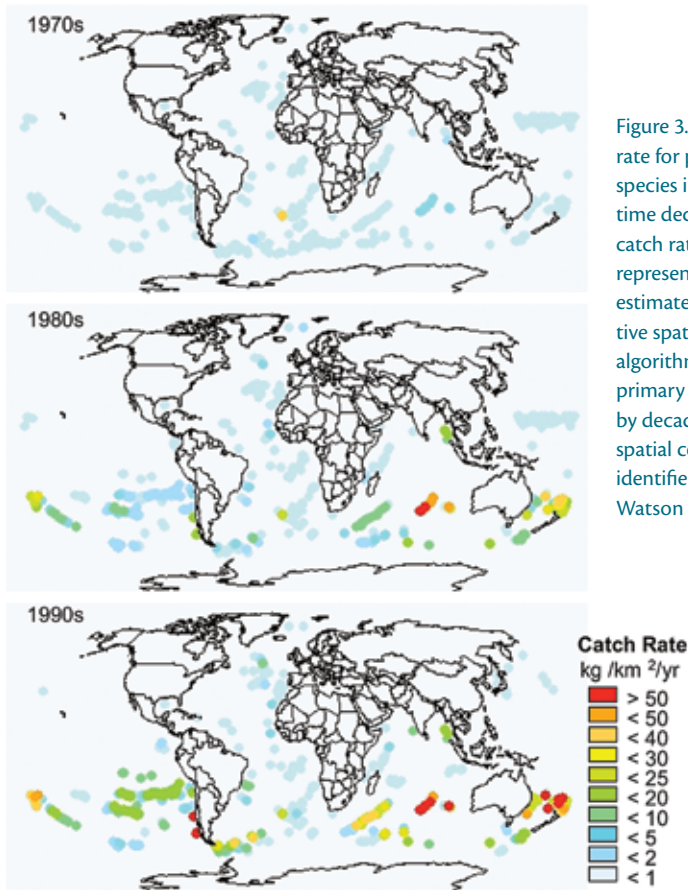 1970s
1980s
1990s
Figure 3.
rate for p
species i
time dec
catch rat
represen
estimate
tive spat
algorithm
primary
by decad
spatial co
identifie
Watson
Catch Rate
kg /km ²/yr
> 50
< 50
< 40
< 30
< 25
< 20
< 10
< 5
< 2
< 1